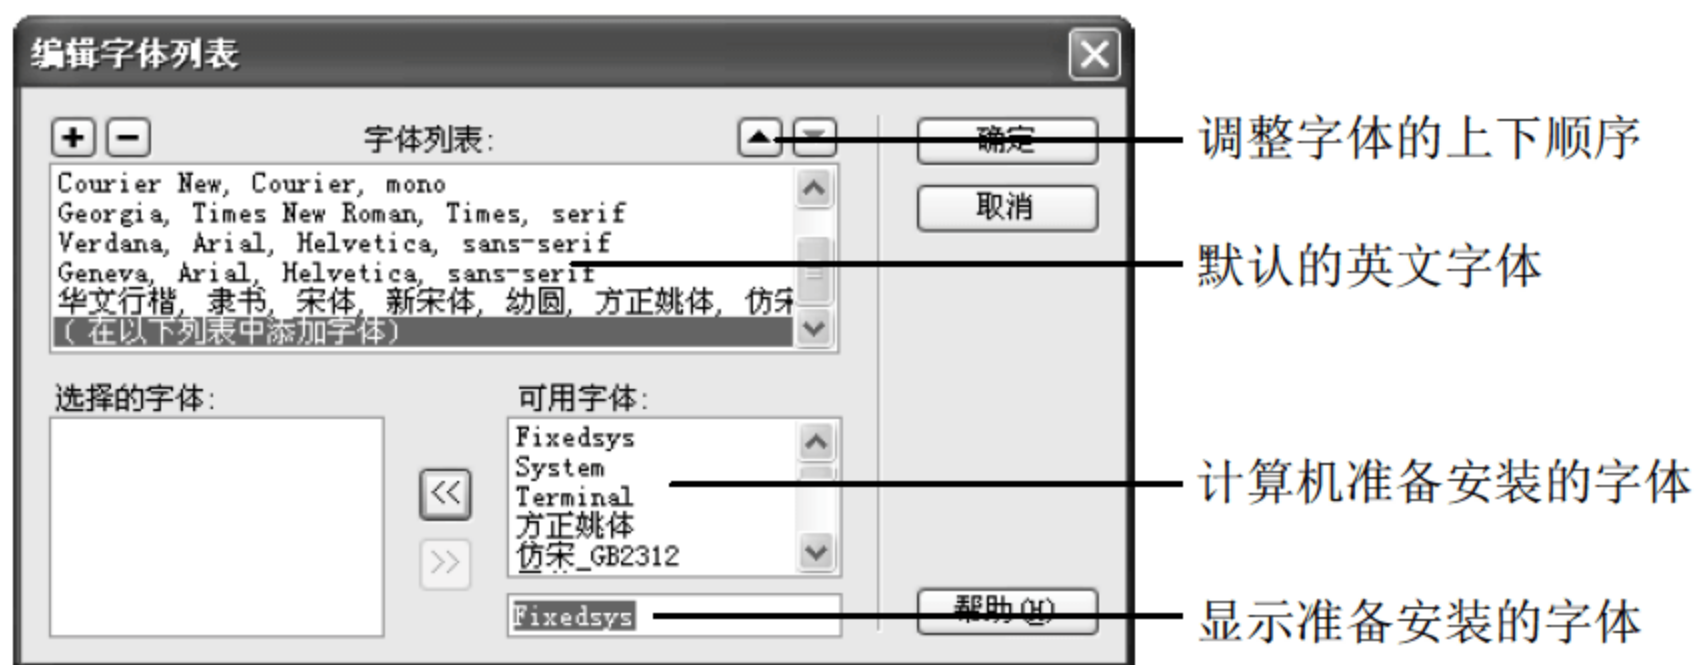 编辑字体列表
字体列表:
确定
调整字体的上下顺序
Courier New, Courier, mono
Georgia, Times New Roman, Times, serif
取消
Verdana, Arial, Helvetica, sans-serif
Geneva, Arial, Helvetica, sans-serif
默认的英文字体
华文行楷, 隶书, 宋体, 新宋体, 幼圆, 方正姚体, 仿宋
(在以下列表中添加字体)
选择的字体:
可用字体:
Fixedsys
System
Terminal
计算机准备安装的字体
方正姚体
仿宋_GB2312
<<
>>
Fixedsys
帮助(H)
显示准备安装的字体